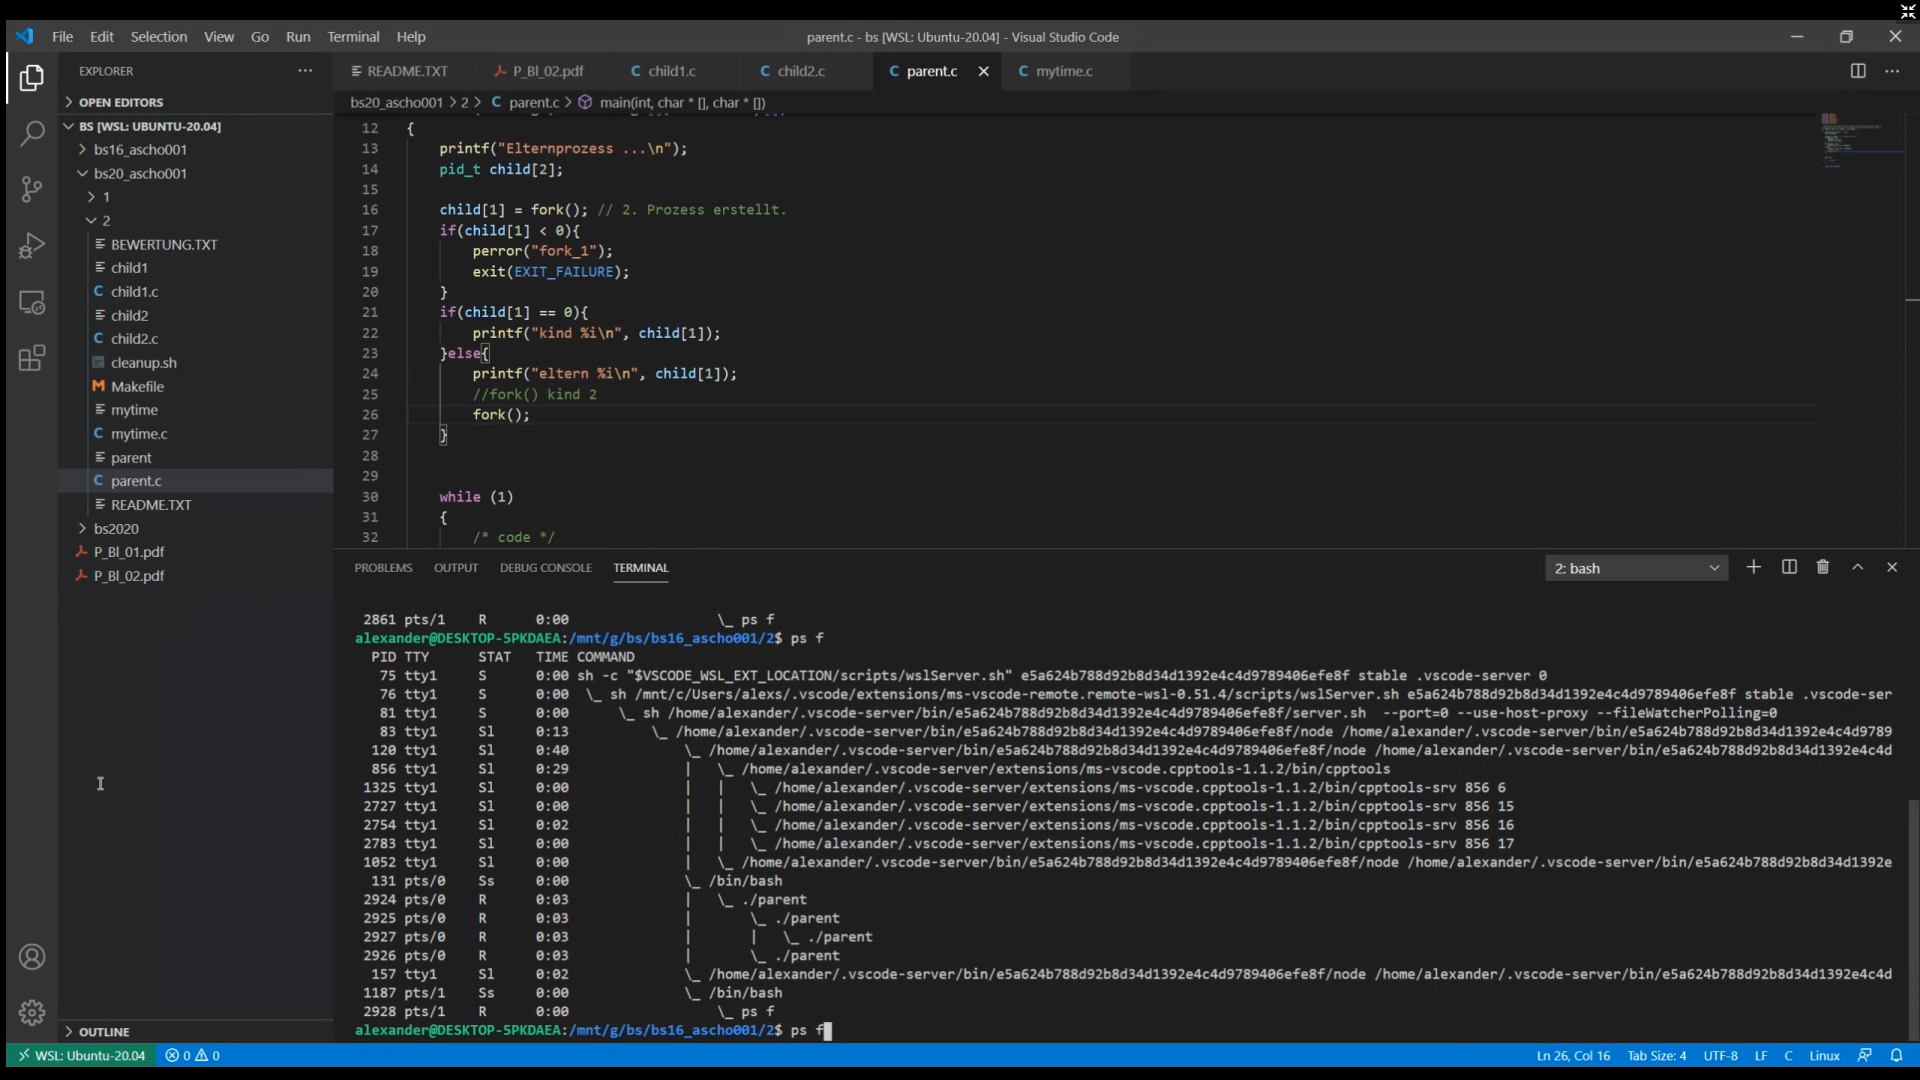 File Edit Selection View Go Run Terminal Help
parent.c - bs [WSL: Ubuntu-20.04] - Visual Studio Code
EXPLORER
README.TXT P_Bl_02.pdf child1.c child2.c parent.c mytime.c
OPEN EDITORS
BS [WSL: UBUNTU-20.04]
bs16_ascho001
bs20_ascho001
1
2
BEWERTUNG.TXT
child1
child1.c
child2
child2.c
cleanup.sh
Makefile
mytime
mytime.c
parent
parent.c
README.TXT
bs2020
P_Bl_01.pdf
P_Bl_02.pdf
OUTLINE
bs20_ascho001 > 2 > parent.c > main(int, char * [], char * [])
12 {
13 printf("Elternprozess ...\n");
14 pid_t child[2];
15
16 child[1] = fork(); // 2. Prozess erstellt.
17 if(child[1] < 0){
18 perror("fork_1");
19 exit(EXIT_FAILURE);
20 }
21 if(child[1] == 0){
22 printf("kind %i\n", child[1]);
23 }else{
24 printf("eltern %i\n", child[1]);
25 //fork() kind 2
26 fork();
27 }
28
29
30 while (1)
31 {
32 /* code */
PROBLEMS OUTPUT DEBUG CONSOLE TERMINAL
2: bash
2861 pts/1 R 0:00 \_ ps f
alexander@DESKTOP-5PKDAEA:/mnt/g/bs/bs16_ascho001/2$ ps f
PID TTY STAT TIME COMMAND
75 tty1 S 0:00 sh -c "$VSCODE_WSL_EXT_LOCATION/scripts/wslServer.sh" e5a624b788d92b8d34d1392e4c4d9789406efe8f stable .vscode-server 0
76 tty1 S 0:00 \_ sh /mnt/c/Users/alexs/.vscode/extensions/ms-vscode-remote.remote-wsl-0.51.4/scripts/wslServer.sh e5a624b788d92b8d34d1392e4c4d9789406efe8f stable .vscode-ser
81 tty1 S 0:00 \_ sh /home/alexander/.vscode-server/bin/e5a624b788d92b8d34d1392e4c4d9789406efe8f/server.sh --port=0 --use-host-proxy --fileWatcherPolling=0
83 tty1 Sl 0:13 \_ /home/alexander/.vscode-server/bin/e5a624b788d92b8d34d1392e4c4d9789406efe8f/node /home/alexander/.vscode-server/bin/e5a624b788d92b8d34d1392e4c4d9789
120 tty1 Sl 0:40 \_ /home/alexander/.vscode-server/bin/e5a624b788d92b8d34d1392e4c4d9789406efe8f/node /home/alexander/.vscode-server/bin/e5a624b788d92b8d34d1392e4c4d
856 tty1 Sl 0:29 | \_ /home/alexander/.vscode-server/extensions/ms-vscode.cpptools-1.1.2/bin/cpptools
1325 tty1 Sl 0:00 | | \_ /home/alexander/.vscode-server/extensions/ms-vscode.cpptools-1.1.2/bin/cpptools-srv 856 6
2727 tty1 Sl 0:00 | | \_ /home/alexander/.vscode-server/extensions/ms-vscode.cpptools-1.1.2/bin/cpptools-srv 856 15
2754 tty1 Sl 0:02 | | \_ /home/alexander/.vscode-server/extensions/ms-vscode.cpptools-1.1.2/bin/cpptools-srv 856 16
2783 tty1 Sl 0:00 | | \_ /home/alexander/.vscode-server/extensions/ms-vscode.cpptools-1.1.2/bin/cpptools-srv 856 17
1052 tty1 Sl 0:00 | \_ /home/alexander/.vscode-server/bin/e5a624b788d92b8d34d1392e4c4d9789406efe8f/node /home/alexander/.vscode-server/bin/e5a624b788d92b8d34d1392e
131 pts/0 Ss 0:00 \_ /bin/bash
2924 pts/0 R 0:03 | \_ ./parent
2925 pts/0 R 0:03 | \_ ./parent
2927 pts/0 R 0:03 | | \_ ./parent
2926 pts/0 R 0:03 | \_ ./parent
157 tty1 Sl 0:02 \_ /home/alexander/.vscode-server/bin/e5a624b788d92b8d34d1392e4c4d9789406efe8f/node /home/alexander/.vscode-server/bin/e5a624b788d92b8d34d1392e4c4d
1187 pts/1 Ss 0:00 \_ /bin/bash
2928 pts/1 R 0:00 \_ ps f
alexander@DESKTOP-5PKDAEA:/mnt/g/bs/bs16_ascho001/2$ ps f
WSL: Ubuntu-20.04 0 0 Ln 26, Col 16 Tab Size: 4 UTF-8 LF C Linux